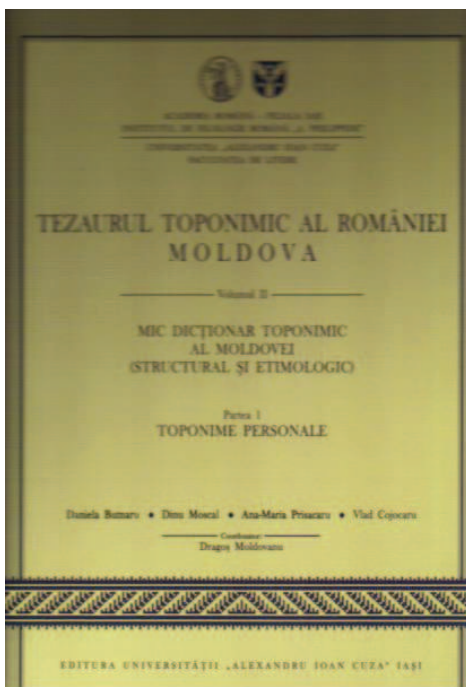 ACADEMIA ROMÂNĂ – FILIALA IAȘI
INSTITUTUL DE FILOLOGIE ROMÂNĂ „A. PHILIPPIDE”
UNIVERSITATEA „ALEXANDRU IOAN CUZA”
FACULTATEA DE LITERE
TEZAURUL TOPONIMIC AL ROMÂNIEI
MOLDOVA
Volumul II
MIC DICȚIONAR TOPONIMIC
AL MOLDOVEI
(STRUCTURAL ȘI ETIMOLOGIC)
Partea 1
TOPONIME PERSONALE
Daniela Butnaru ♦ Dinu Moscal ♦ Ana-Maria Prisacaru ♦ Vlad Cojocaru
Coordonator:
Dragoș Moldovanu
EDITURA UNIVERSITĂȚII „ALEXANDRU IOAN CUZA” IAȘI